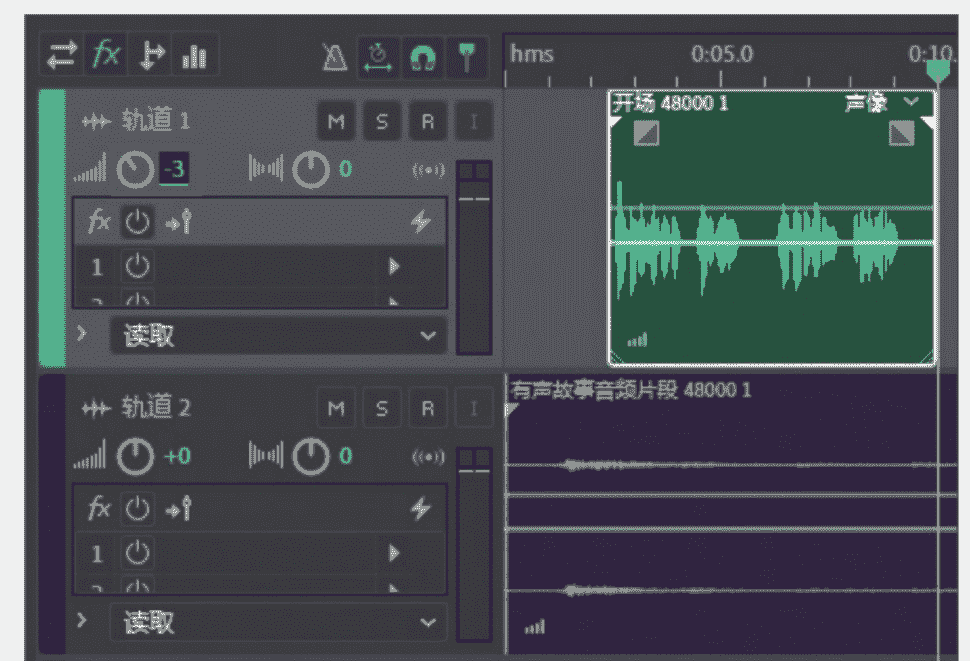 fx hms 0:05.0 0:10.
开场 48000 1 声像
轨道 1 M S R I
-3 0
fx
1
2
读取
有声故事音频片段 48000 1
轨道 2 M S R I
+0 0
fx
1
2
读取